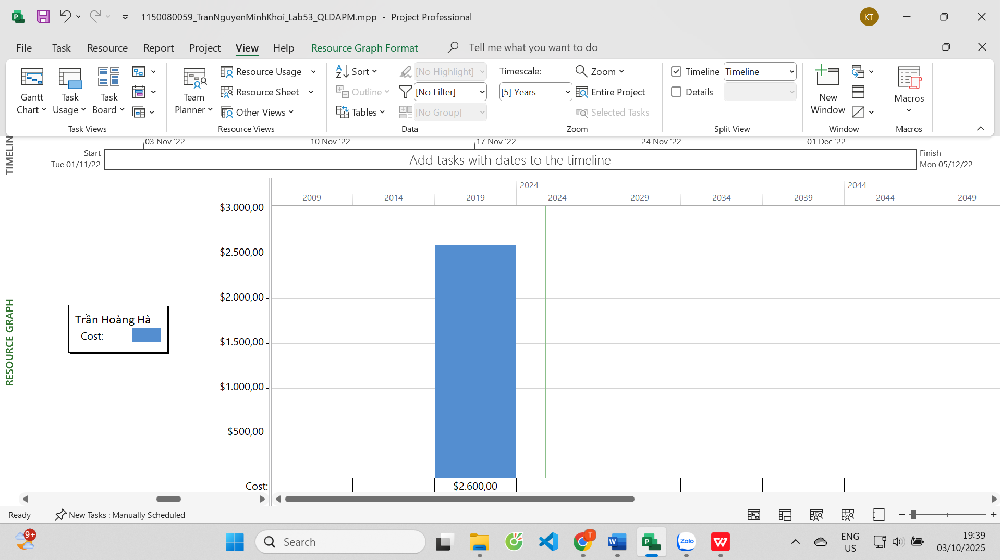 1150080059_TranNguyenMinhKhoi_Lab53_QLDAPM.mpp - Project Professional
KT
File Task Resource Report Project View Help Resource Graph Format Tell me what you want to do
Gantt Chart
Task Usage
Task Board
Task Views
Team Planner
Resource Usage
Resource Sheet
Other Views
Resource Views
Sort
Outline
Tables
[No Highlight]
[No Filter]
[No Group]
Data
Timescale:
[5] Years
Zoom
Entire Project
Selected Tasks
Zoom
Timeline Timeline
Details
Split View
New Window
Window
Macros
Macros
TIMELIN
03 Nov '22 10 Nov '22 17 Nov '22 24 Nov '22 01 Dec '22
Start
Tue 01/11/22
Add tasks with dates to the timeline
Finish
Mon 05/12/22
2024 2044
2009 2014 2019 2024 2029 2034 2039 2044 2049
RESOURCE GRAPH
Trần Hoàng Hà
Cost:
$3.000,00
$2.500,00
$2.000,00
$1.500,00
$1.000,00
$500,00
Cost: $2.600,00
Ready New Tasks : Manually Scheduled
9+
Search
T
Zalo
ENG
US
19:39
03/10/2025